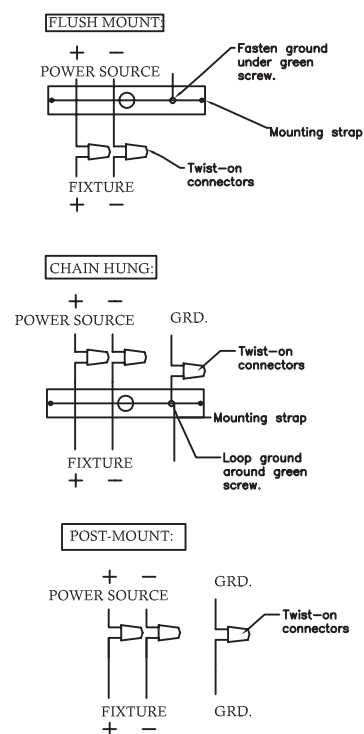 FLUSH MOUNT:
+ −
POWER SOURCE
Fasten ground
under green
screw.
Mounting strap
Twist-on
connectors
FIXTURE
+ −
CHAIN HUNG:
+ −
POWER SOURCE
GRD.
Twist-on
connectors
Mounting strap
Loop ground
around green
screw.
FIXTURE
+ −
POST-MOUNT:
+ −
POWER SOURCE
GRD.
Twist-on
connectors
FIXTURE
GRD.
+ −